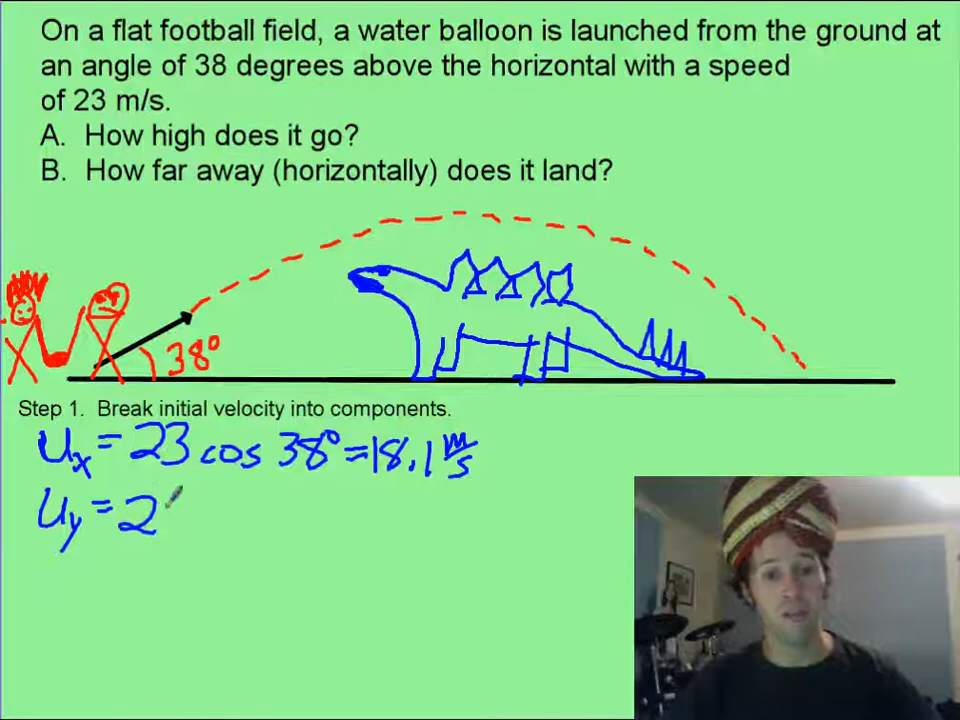 On a flat football field, a water balloon is launched from the ground at
an angle of 38 degrees above the horizontal with a speed
of 23 m/s.
A. How high does it go?
B. How far away (horizontally) does it land?
38°
Step 1. Break initial velocity into components.
ux = 23 cos 38° = 18.1 m/s
uy = 2